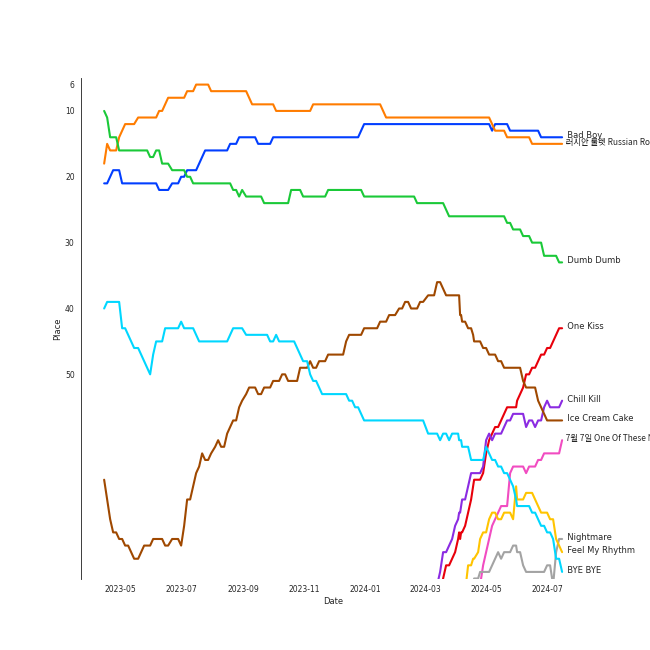 6
10
20
30
40
50
Place
Bad Boy
러시안 룰렛 Russian Ro
Dumb Dumb
One Kiss
Chill Kill
Ice Cream Cake
7월 7일 One Of These
Nightmare
Feel My Rhythm
BYE BYE
2023-05
2023-07
2023-09
2023-11
2024-01
2024-03
2024-05
2024-07
Date